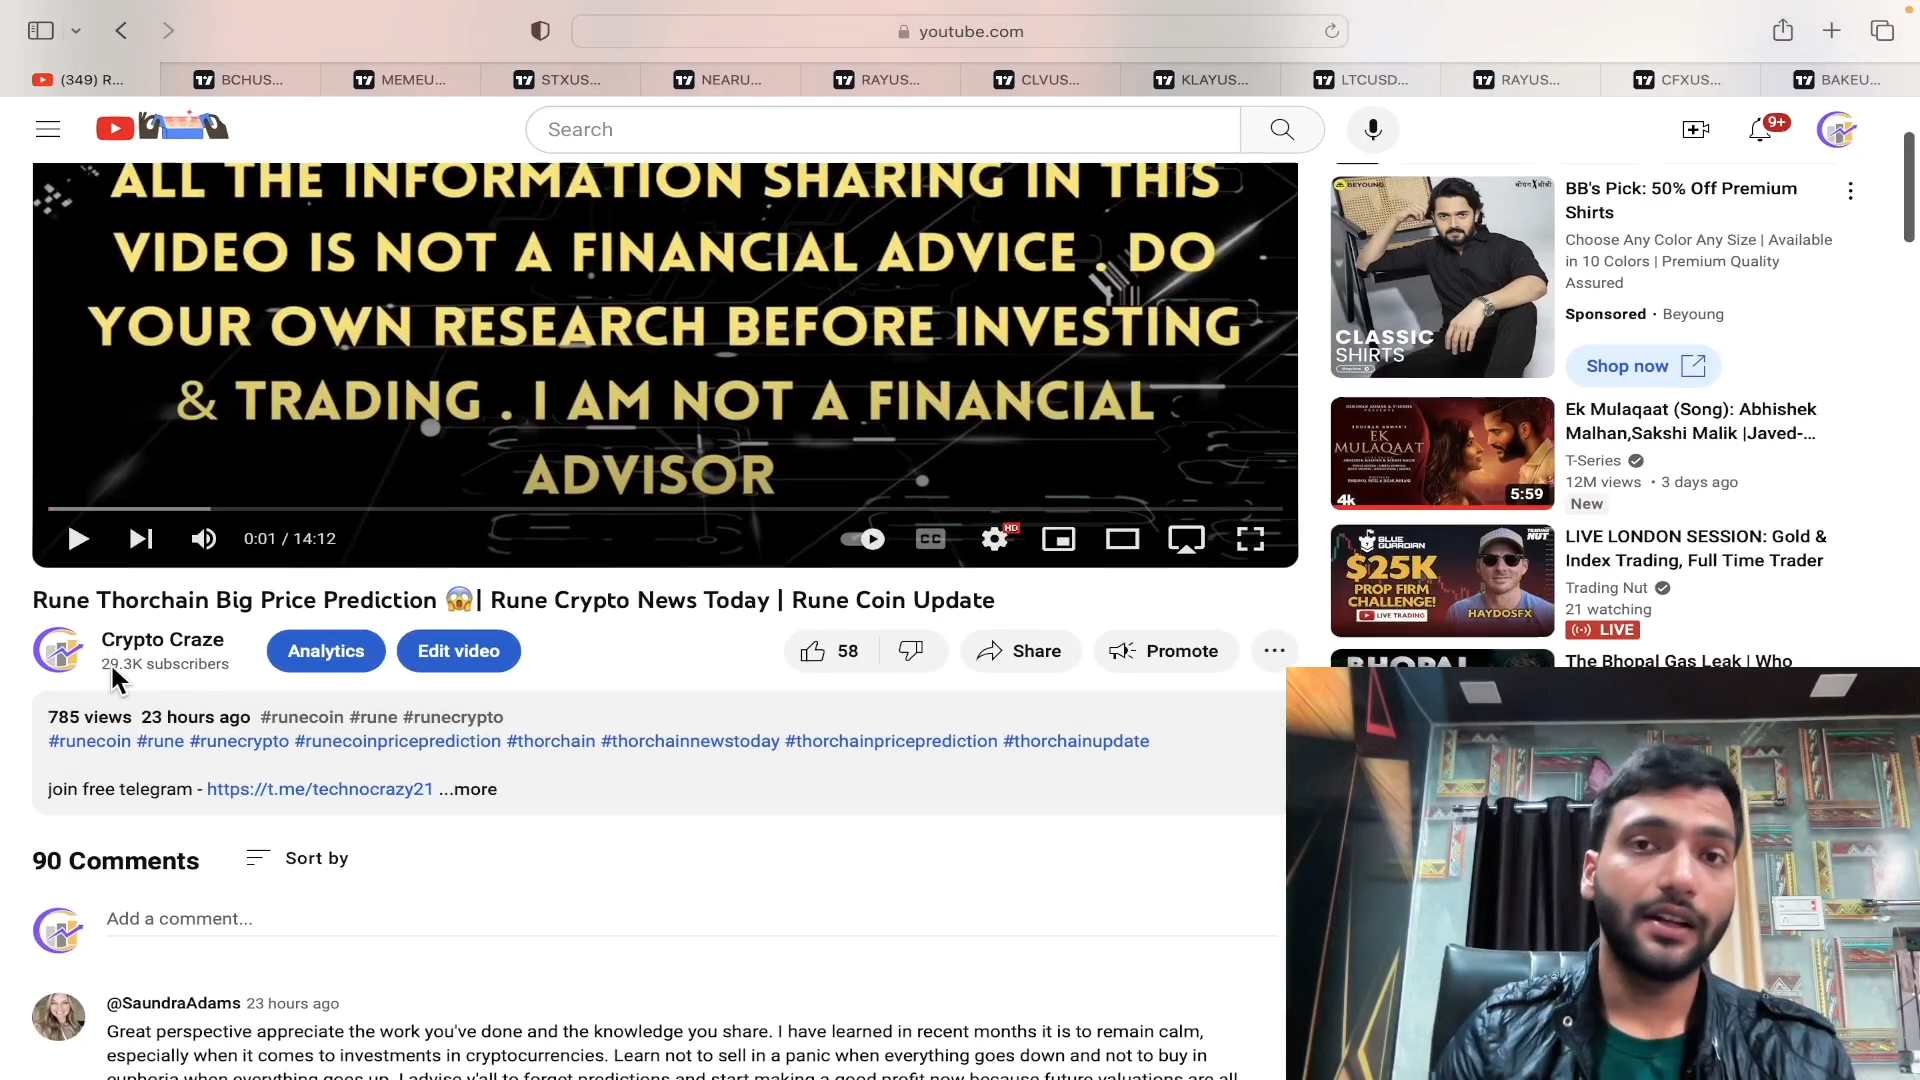 youtube.com
(349) R...
BCHUS...
MEMEU...
STXUS...
NEARU...
RAYUS...
CLVUS...
KLAYUS...
LTCUSD...
RAYUS...
CFXUS...
BAKEU...
Search
9+
ALL THE INFORMATION SHARING IN THIS
VIDEO IS NOT A FINANCIAL ADVICE . DO
YOUR OWN RESEARCH BEFORE INVESTING
& TRADING . I AM NOT A FINANCIAL
ADVISOR
0:01 / 14:12
CC
HD
Rune Thorchain Big Price Prediction 😱| Rune Crypto News Today | Rune Coin Update
Crypto Craze
29.3K subscribers
Analytics
Edit video
58
Share
Promote
785 views 23 hours ago #runecoin #rune #runecrypto
#runecoin #rune #runecrypto #runecoinpriceprediction #thorchain #thorchainnewstoday #thorchainpriceprediction #thorchainupdate
join free telegram - https://t.me/technocrazy21 ...more
90 Comments
Sort by
Add a comment...
@SaundraAdams 23 hours ago
Great perspective appreciate the work you've done and the knowledge you share. I have learned in recent months it is to remain calm,
especially when it comes to investments in cryptocurrencies. Learn not to sell in a panic when everything goes down and not to buy in
euphoria when everything goes up. I advise y'all to forget predictions and start making a good profit now because future valuations are all
BEYOUNG
CLASSIC
SHIRTS
BB's Pick: 50% Off Premium
Shirts
Choose Any Color Any Size | Available
in 10 Colors | Premium Quality
Assured
Sponsored · Beyoung
Shop now
EK
MULAQAAT
4k
5:59
Ek Mulaqaat (Song): Abhishek
Malhan,Sakshi Malik |Javed-...
T-Series
12M views · 3 days ago
New
BLUE
GUARDIAN
TRADING
NUT
$25K
PROP FIRM
CHALLENGE!
LIVE TRADING
HAYDOSFX
LIVE LONDON SESSION: Gold &
Index Trading, Full Time Trader
Trading Nut
21 watching
LIVE
BHOPAL
The Bhopal Gas Leak | Who